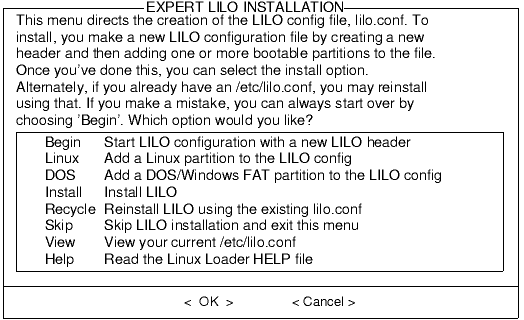 EXPERT LILO INSTALLATION
This menu directs the creation of the LILO config file, lilo.conf. To
install, you make a new LILO configuration file by creating a new
header and then adding one or more bootable partitions to the file.
Once you've done this, you can select the install option.
Alternately, if you already have an /etc/lilo.conf, you may reinstall
using that. If you make a mistake, you can always start over by
choosing 'Begin'. Which option would you like?
Begin Start LILO configuration with a new LILO header
Linux Add a Linux partition to the LILO config
DOS Add a DOS/Windows FAT partition to the LILO config
Install Install LILO
Recycle Reinstall LILO using the existing lilo.conf
Skip Skip LILO installation and exit this menu
View View your current /etc/lilo.conf
Help Read the Linux Loader HELP file
< OK > < Cancel >